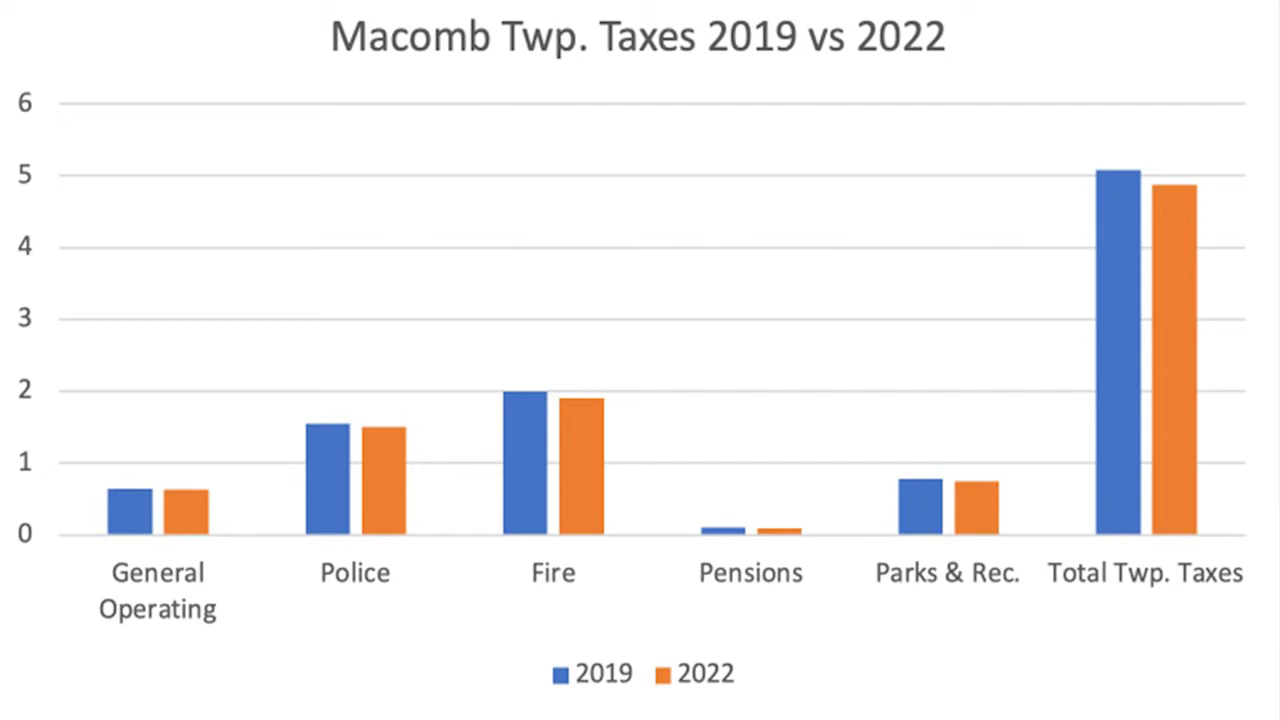 Macomb Twp. Taxes 2019 vs 2022
6
5
4
3
2
1
0
General Police Fire Pensions Parks & Rec. Total Twp. Taxes
Operating
2019 2022